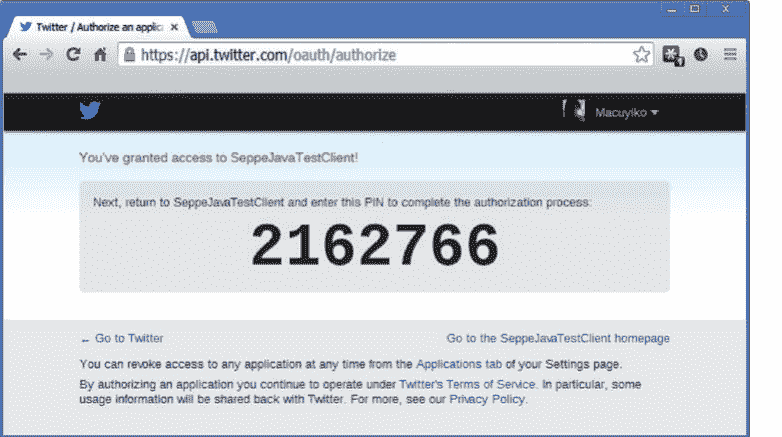 Twitter / Authorize an applic
https://api.twitter.com/oauth/authorize
Macuyiko
You've granted access to SeppeJavaTestClient!
Next, return to SeppeJavaTestClient and enter this PIN to complete the authorization process:
2162766
← Go to Twitter
Go to the SeppeJavaTestClient homepage
You can revoke access to any application at any time from the Applications tab of your Settings page.
By authorizing an application you continue to operate under Twitter's Terms of Service. In particular, some
usage information will be shared back with Twitter. For more, see our Privacy Policy.